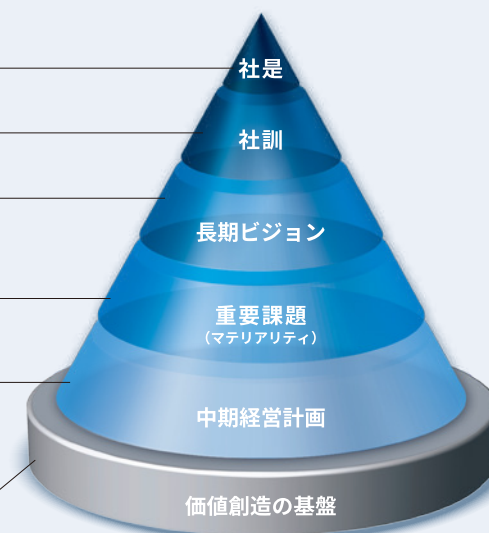 社是
社訓
長期ビジョン
重要課題
（マテリアリティ）
中期経営計画
価値創造の基盤